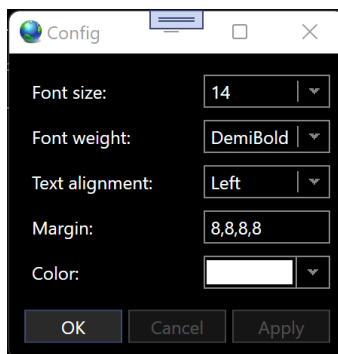 Config
Font size: 14
Font weight: DemiBold
Text alignment: Left
Margin: 8,8,8,8
Color:
OK Cancel Apply